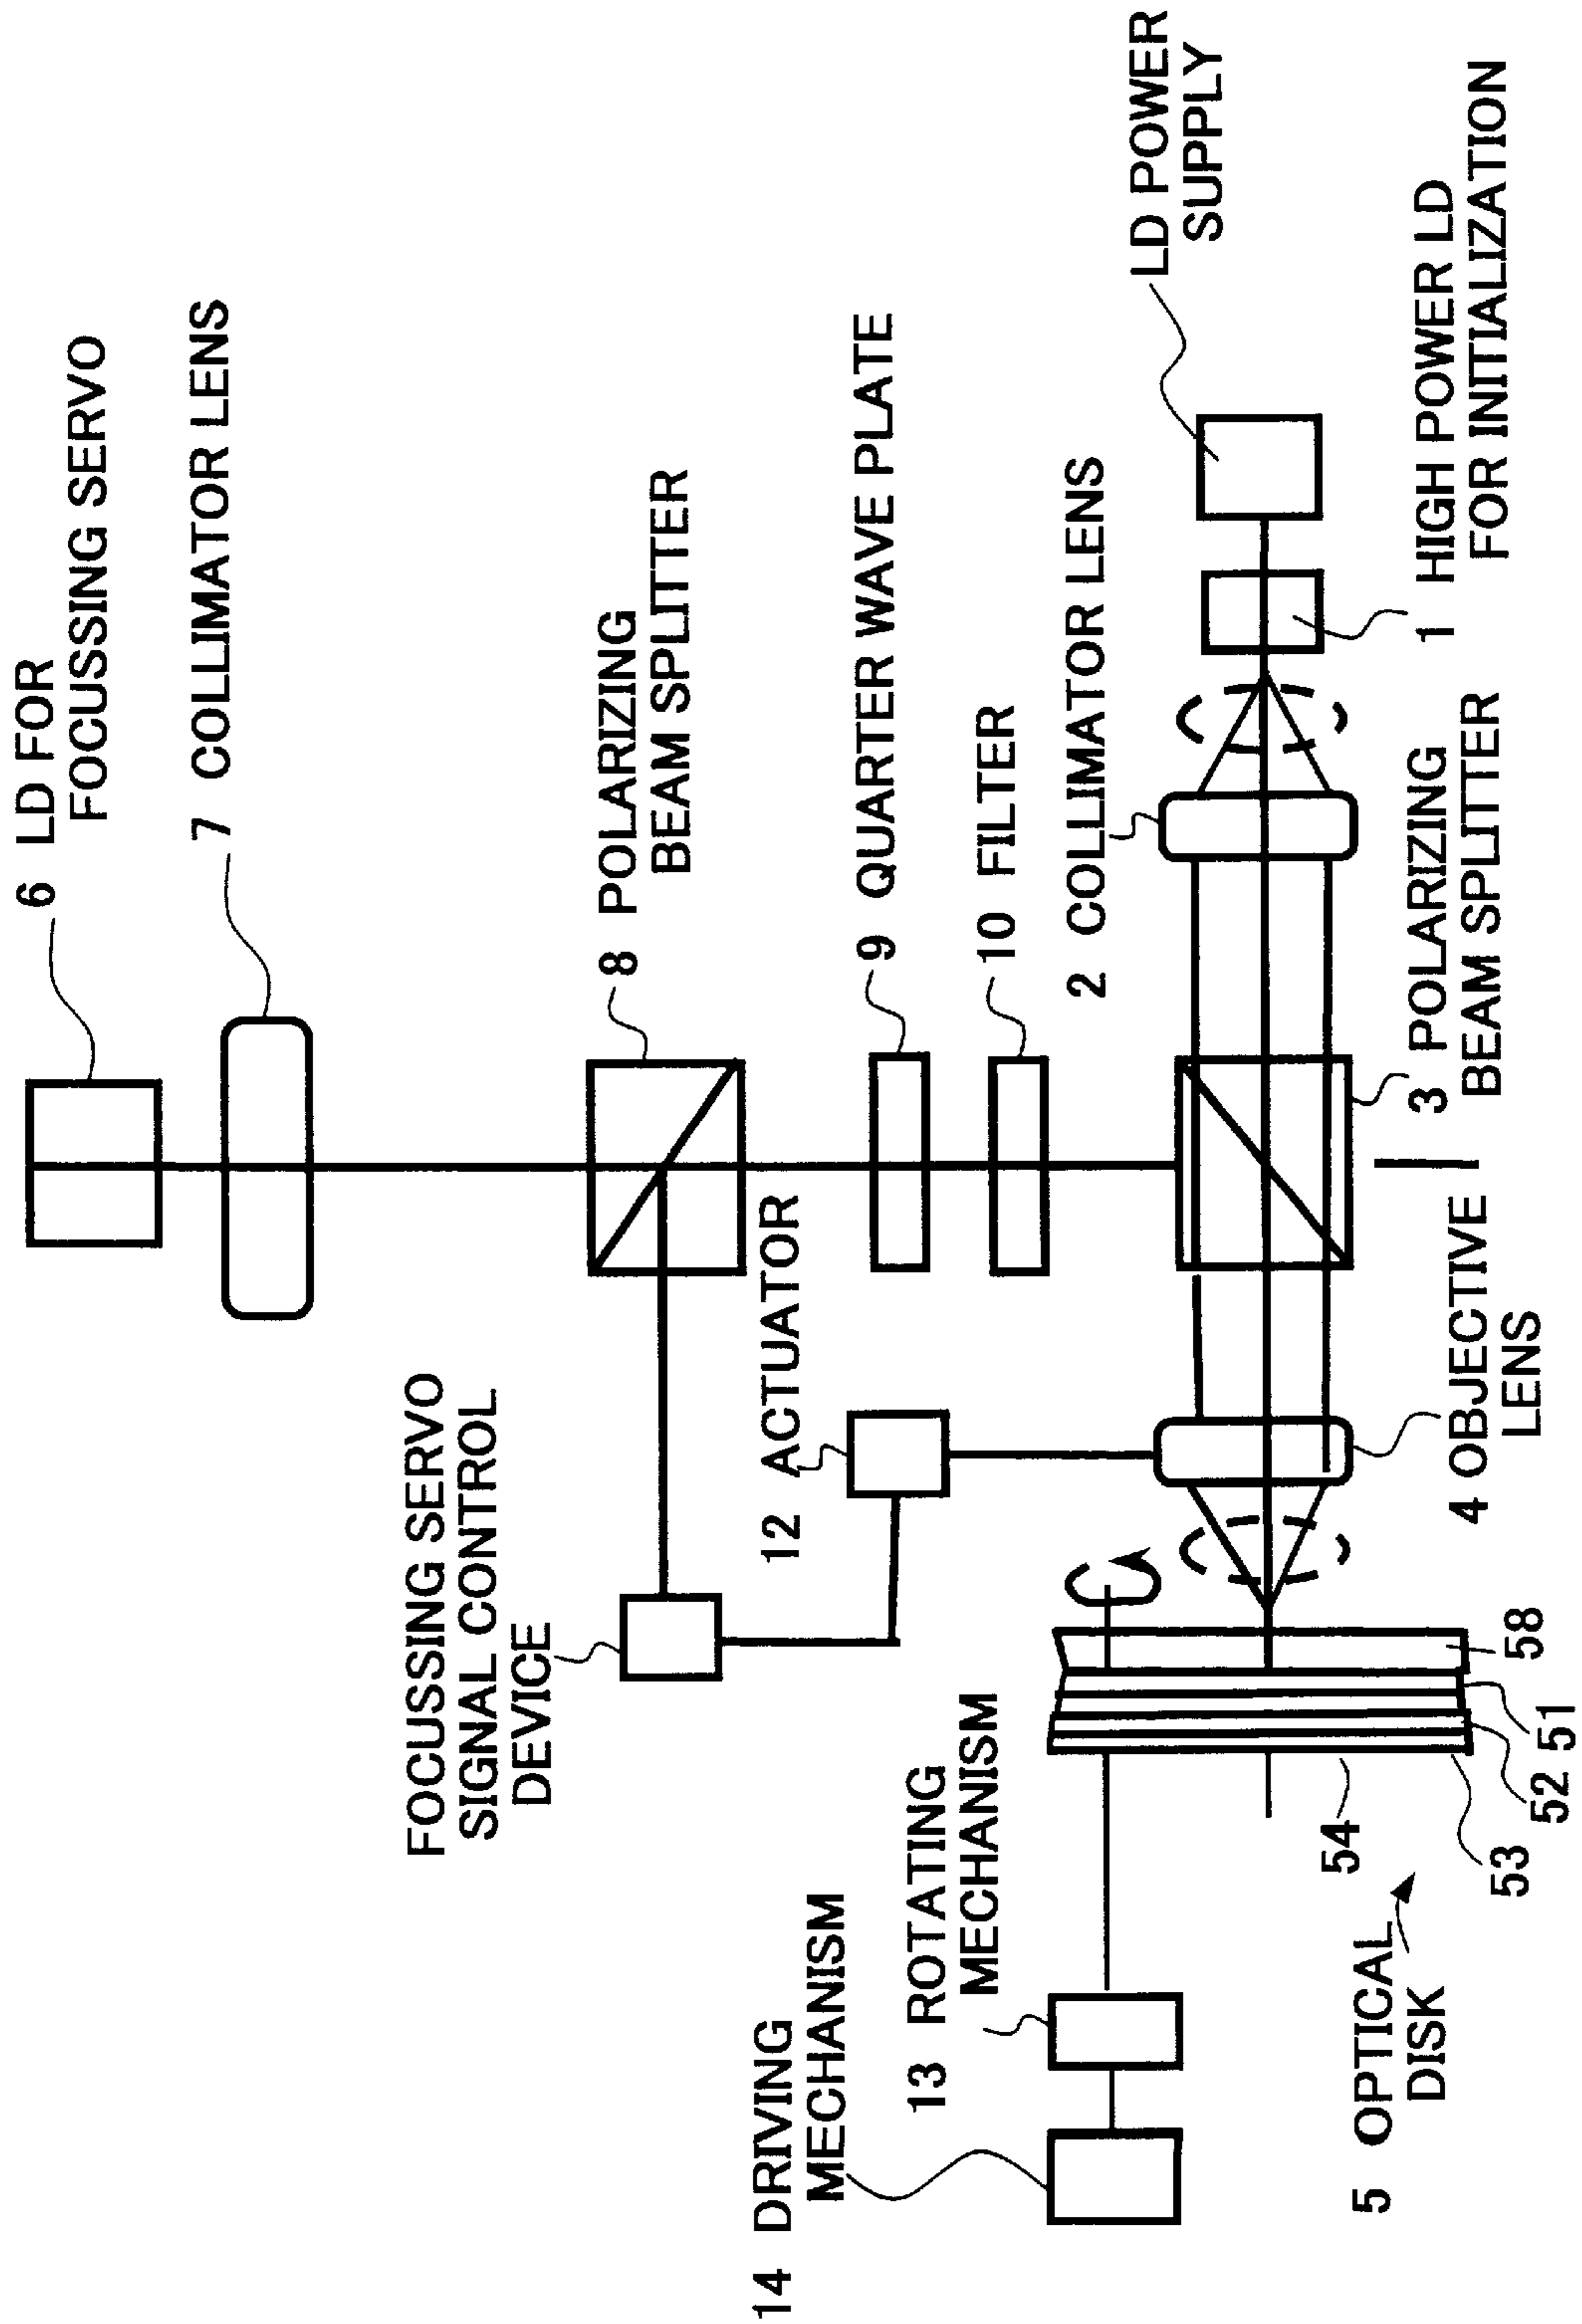 6 LD FOR
FOCUSSING SERVO
7 COLLIMATOR LENS
FOCUSSING SERVO
SIGNAL CONTROL
DEVICE
8 POLARIZING
BEAM SPLITTER
12 ACTUATOR
9 QUARTER WAVE PLATE
10 FILTER
2 COLLIMATOR LENS
LD POWER
SUPPLY
14 DRIVING
MECHANISM
13 ROTATING
MECHANISM
5 OPTICAL
DISK
54
53
52
51
58
4 OBJECTIVE
LENS
3 POLARIZING
BEAM SPLITTER
1 HIGH POWER LD
FOR INITIALIZATION